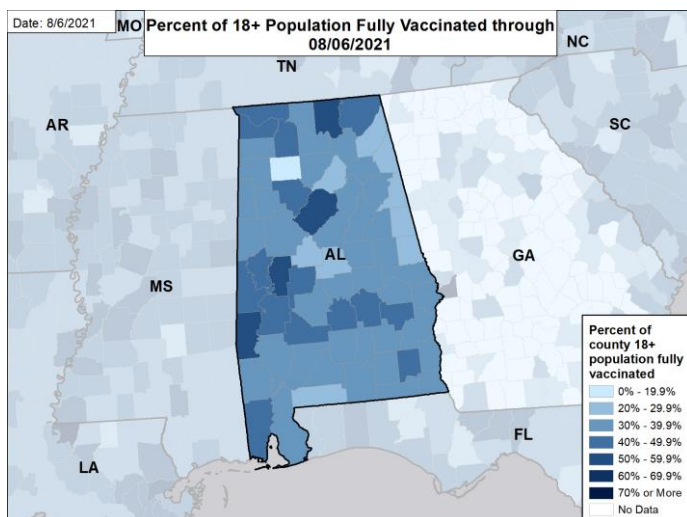 Date: 8/6/2021
Percent of 18+ Population Fully Vaccinated through
08/06/2021
MO
NC
TN
AR
SC
AL
GA
MS
FL
LA
Percent of
county 18+
population fully
vaccinated
0% - 19.9%
20% - 29.9%
30% - 39.9%
40% - 49.9%
50% - 59.9%
60% - 69.9%
70% or More
No Data